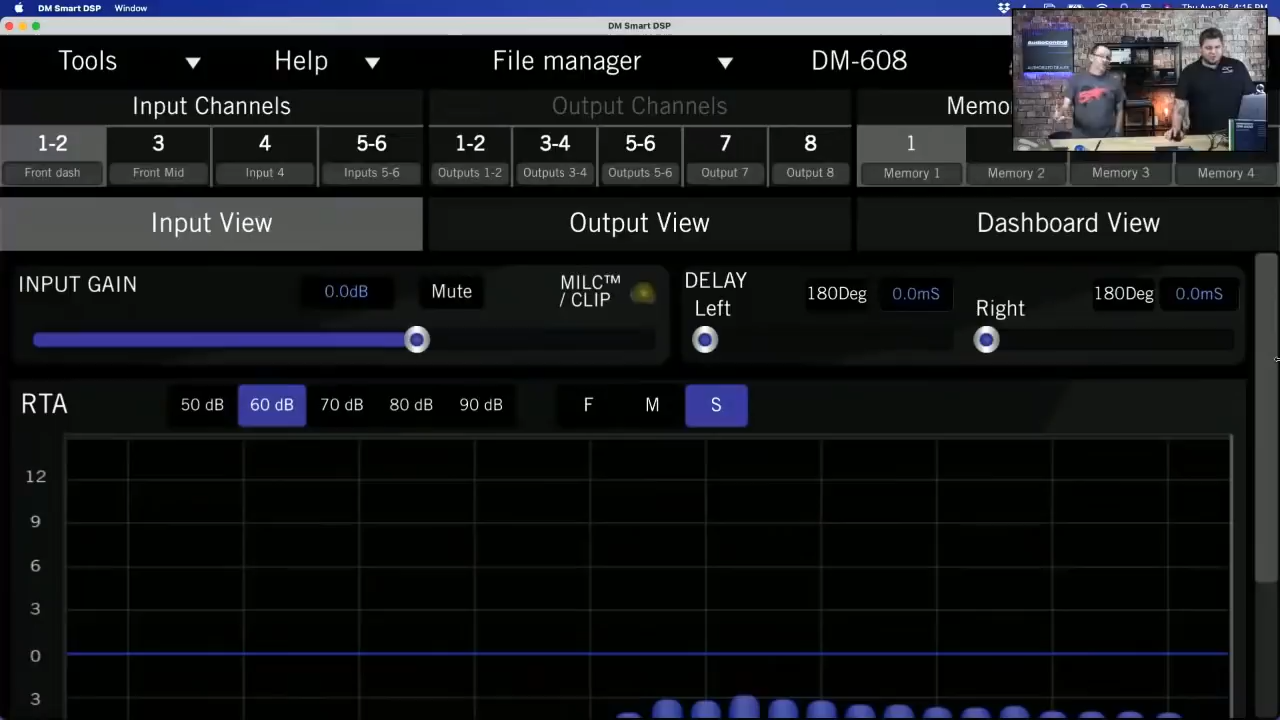 DM Smart DSP Window
DM Smart DSP
Tools Help File manager DM-608
Input Channels Output Channels
1-2 3 4 5-6 1-2 3-4 5-6 7 8 1
Front dash Front Mid Input 4 Inputs 5-6 Outputs 1-2 Outputs 3-4 Outputs 5-6 Output 7 Output 8 Memory 1 Memory 2 Memory 3 Memory 4
Input View Output View Dashboard View
INPUT GAIN 0.0dB Mute MILC™ / CLIP
DELAY
Left 180Deg 0.0mS Right 180Deg 0.0mS
RTA 50 dB 60 dB 70 dB 80 dB 90 dB F M S
12
9
6
3
0
3
AudioControl